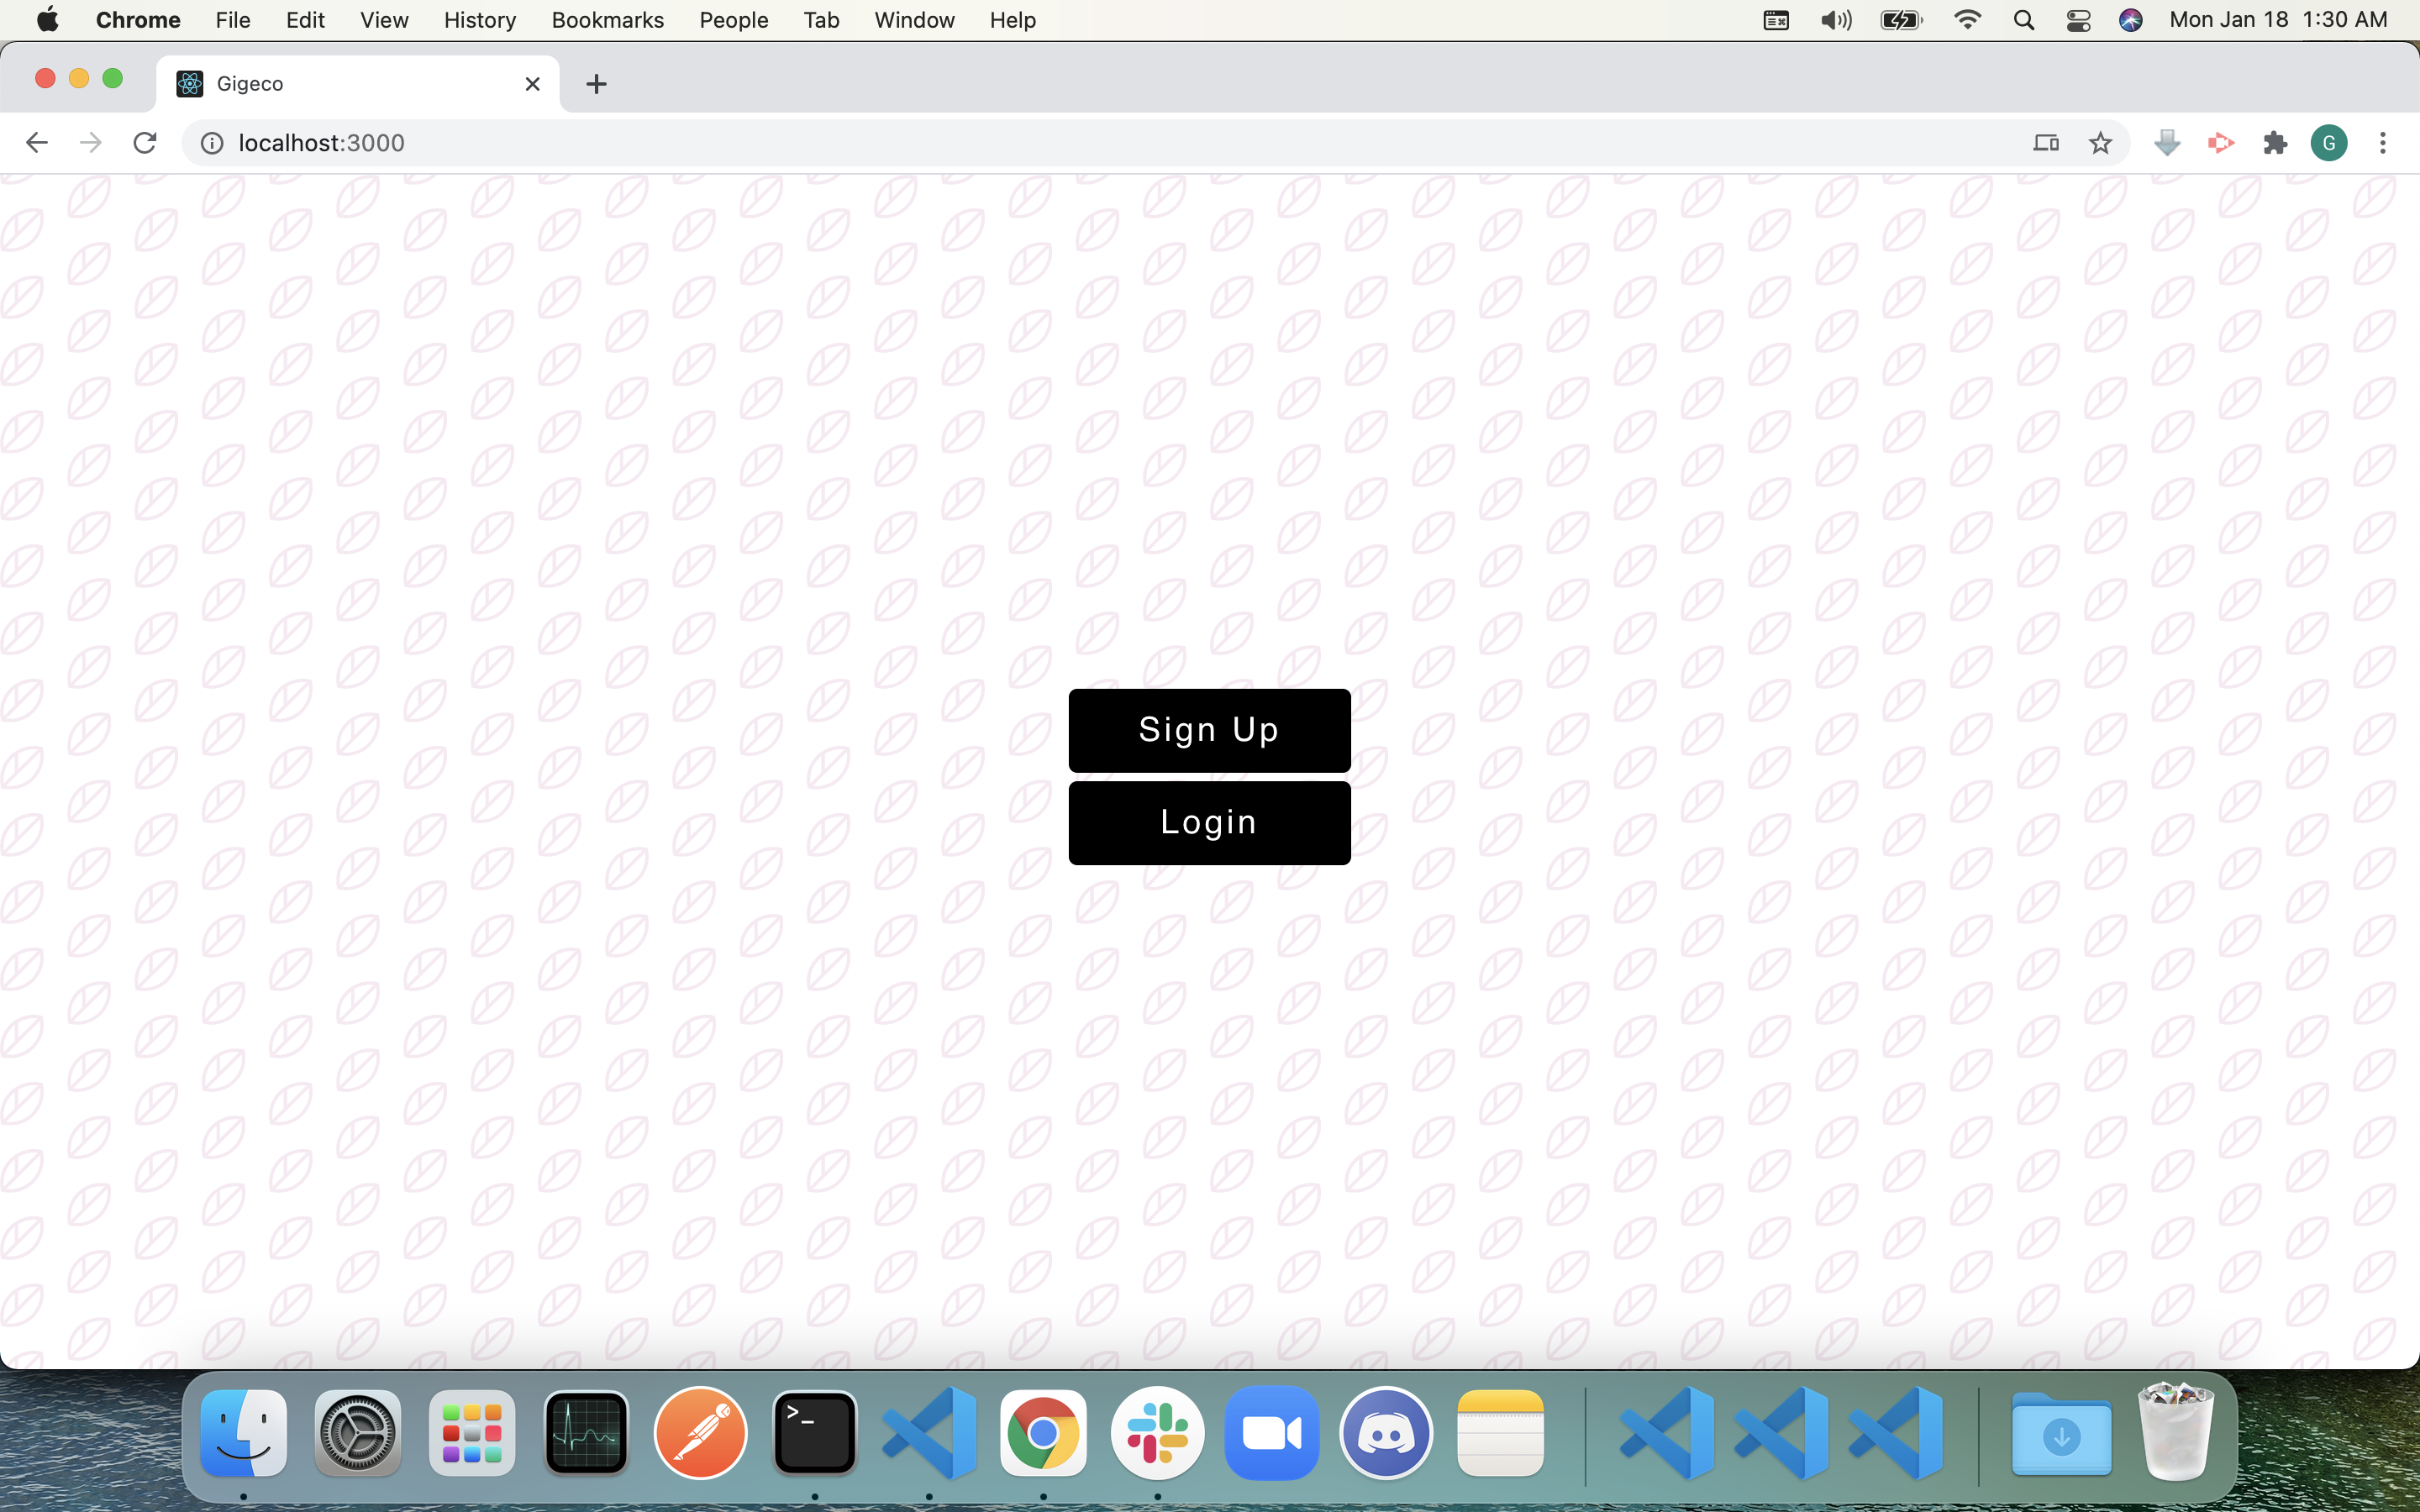 Chrome File Edit View History Bookmarks People Tab Window Help Mon Jan 18 1:30 AM
Gigeco
localhost:3000 G
Sign Up
Login
>_